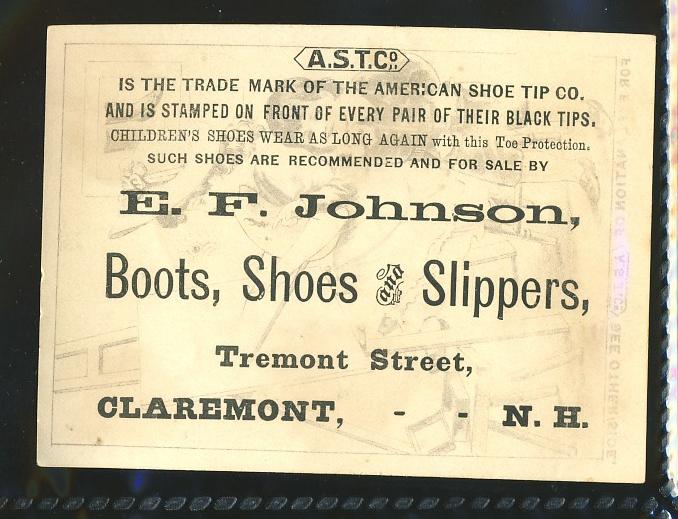 A.S.T.Co.
IS THE TRADE MARK OF THE AMERICAN SHOE TIP CO.
AND IS STAMPED ON FRONT OF EVERY PAIR OF THEIR BLACK TIPS.
CHILDREN'S SHOES WEAR AS LONG AGAIN with this Toe Protection.
SUCH SHOES ARE RECOMMENDED AND FOR SALE BY
E. F. Johnson,
Boots, Shoes and Slippers,
Tremont Street,
CLAREMONT, - - N. H.